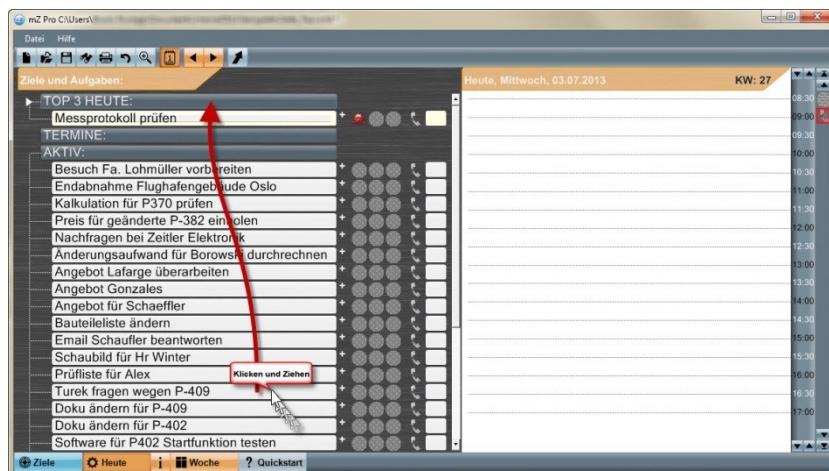 mZ Pro C:\Users\
Datei Hilfe
Ziele und Aufgaben:
TOP 3 HEUTE:
Messprotokoll prüfen
TERMINE:
AKTIV:
Besuch Fa. Lohmüller vorbereiten
Endabnahme Flughafengebäude Oslo
Kalkulation für P370 prüfen
Preis für geänderte P-382 einholen
Nachfragen bei Zeitler Elektronik
Änderungsaufwand für Borowski durchrechnen
Angebot Lafarge überarbeiten
Angebot Gonzales
Angebot für Schaeffler
Bauteileliste ändern
Email Schaufler beantworten
Schaubild für Hr Winter
Prüfliste für Alex
Klicken und Ziehen
Turek fragen wegen P-409
Doku ändern für P-409
Doku ändern für P-402
Software für P402 Startfunktion testen
Heute, Mittwoch, 03.07.2013 KW: 27
08:30
09:00
09:30
10:00
10:30
11:00
11:30
12:00
12:30
13:00
13:30
14:00
14:30
15:00
15:30
16:00
16:30
17:00
Ziele Heute i Woche ? Quickstart